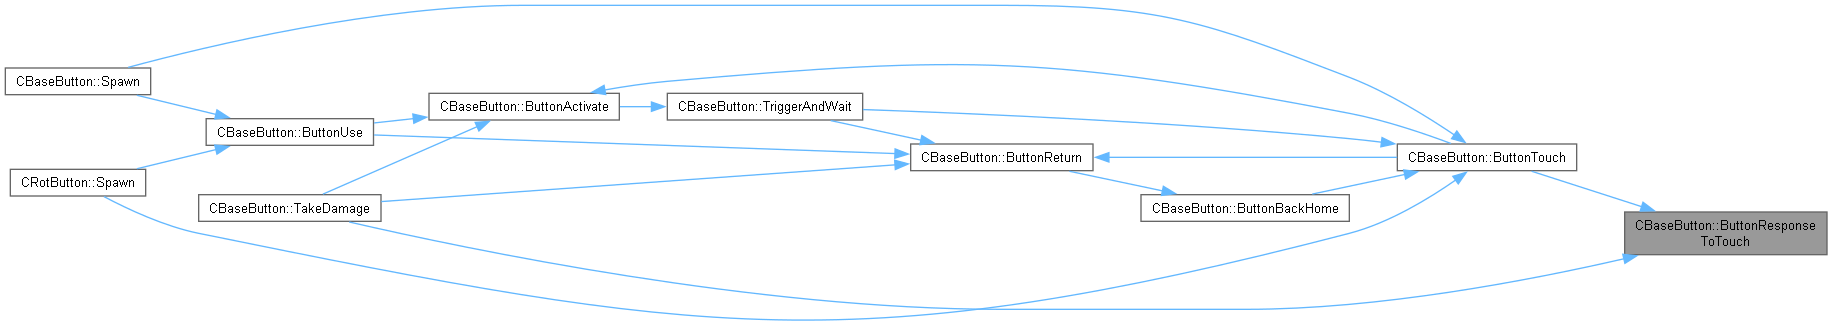 CBaseButton::Spawn
CBaseButton::ButtonActivate
CBaseButton::TriggerAndWait
CBaseButton::ButtonUse
CBaseButton::ButtonReturn
CBaseButton::ButtonTouch
CRotButton::Spawn
CBaseButton::TakeDamage
CBaseButton::ButtonBackHome
CBaseButton::ButtonResponse
ToTouch